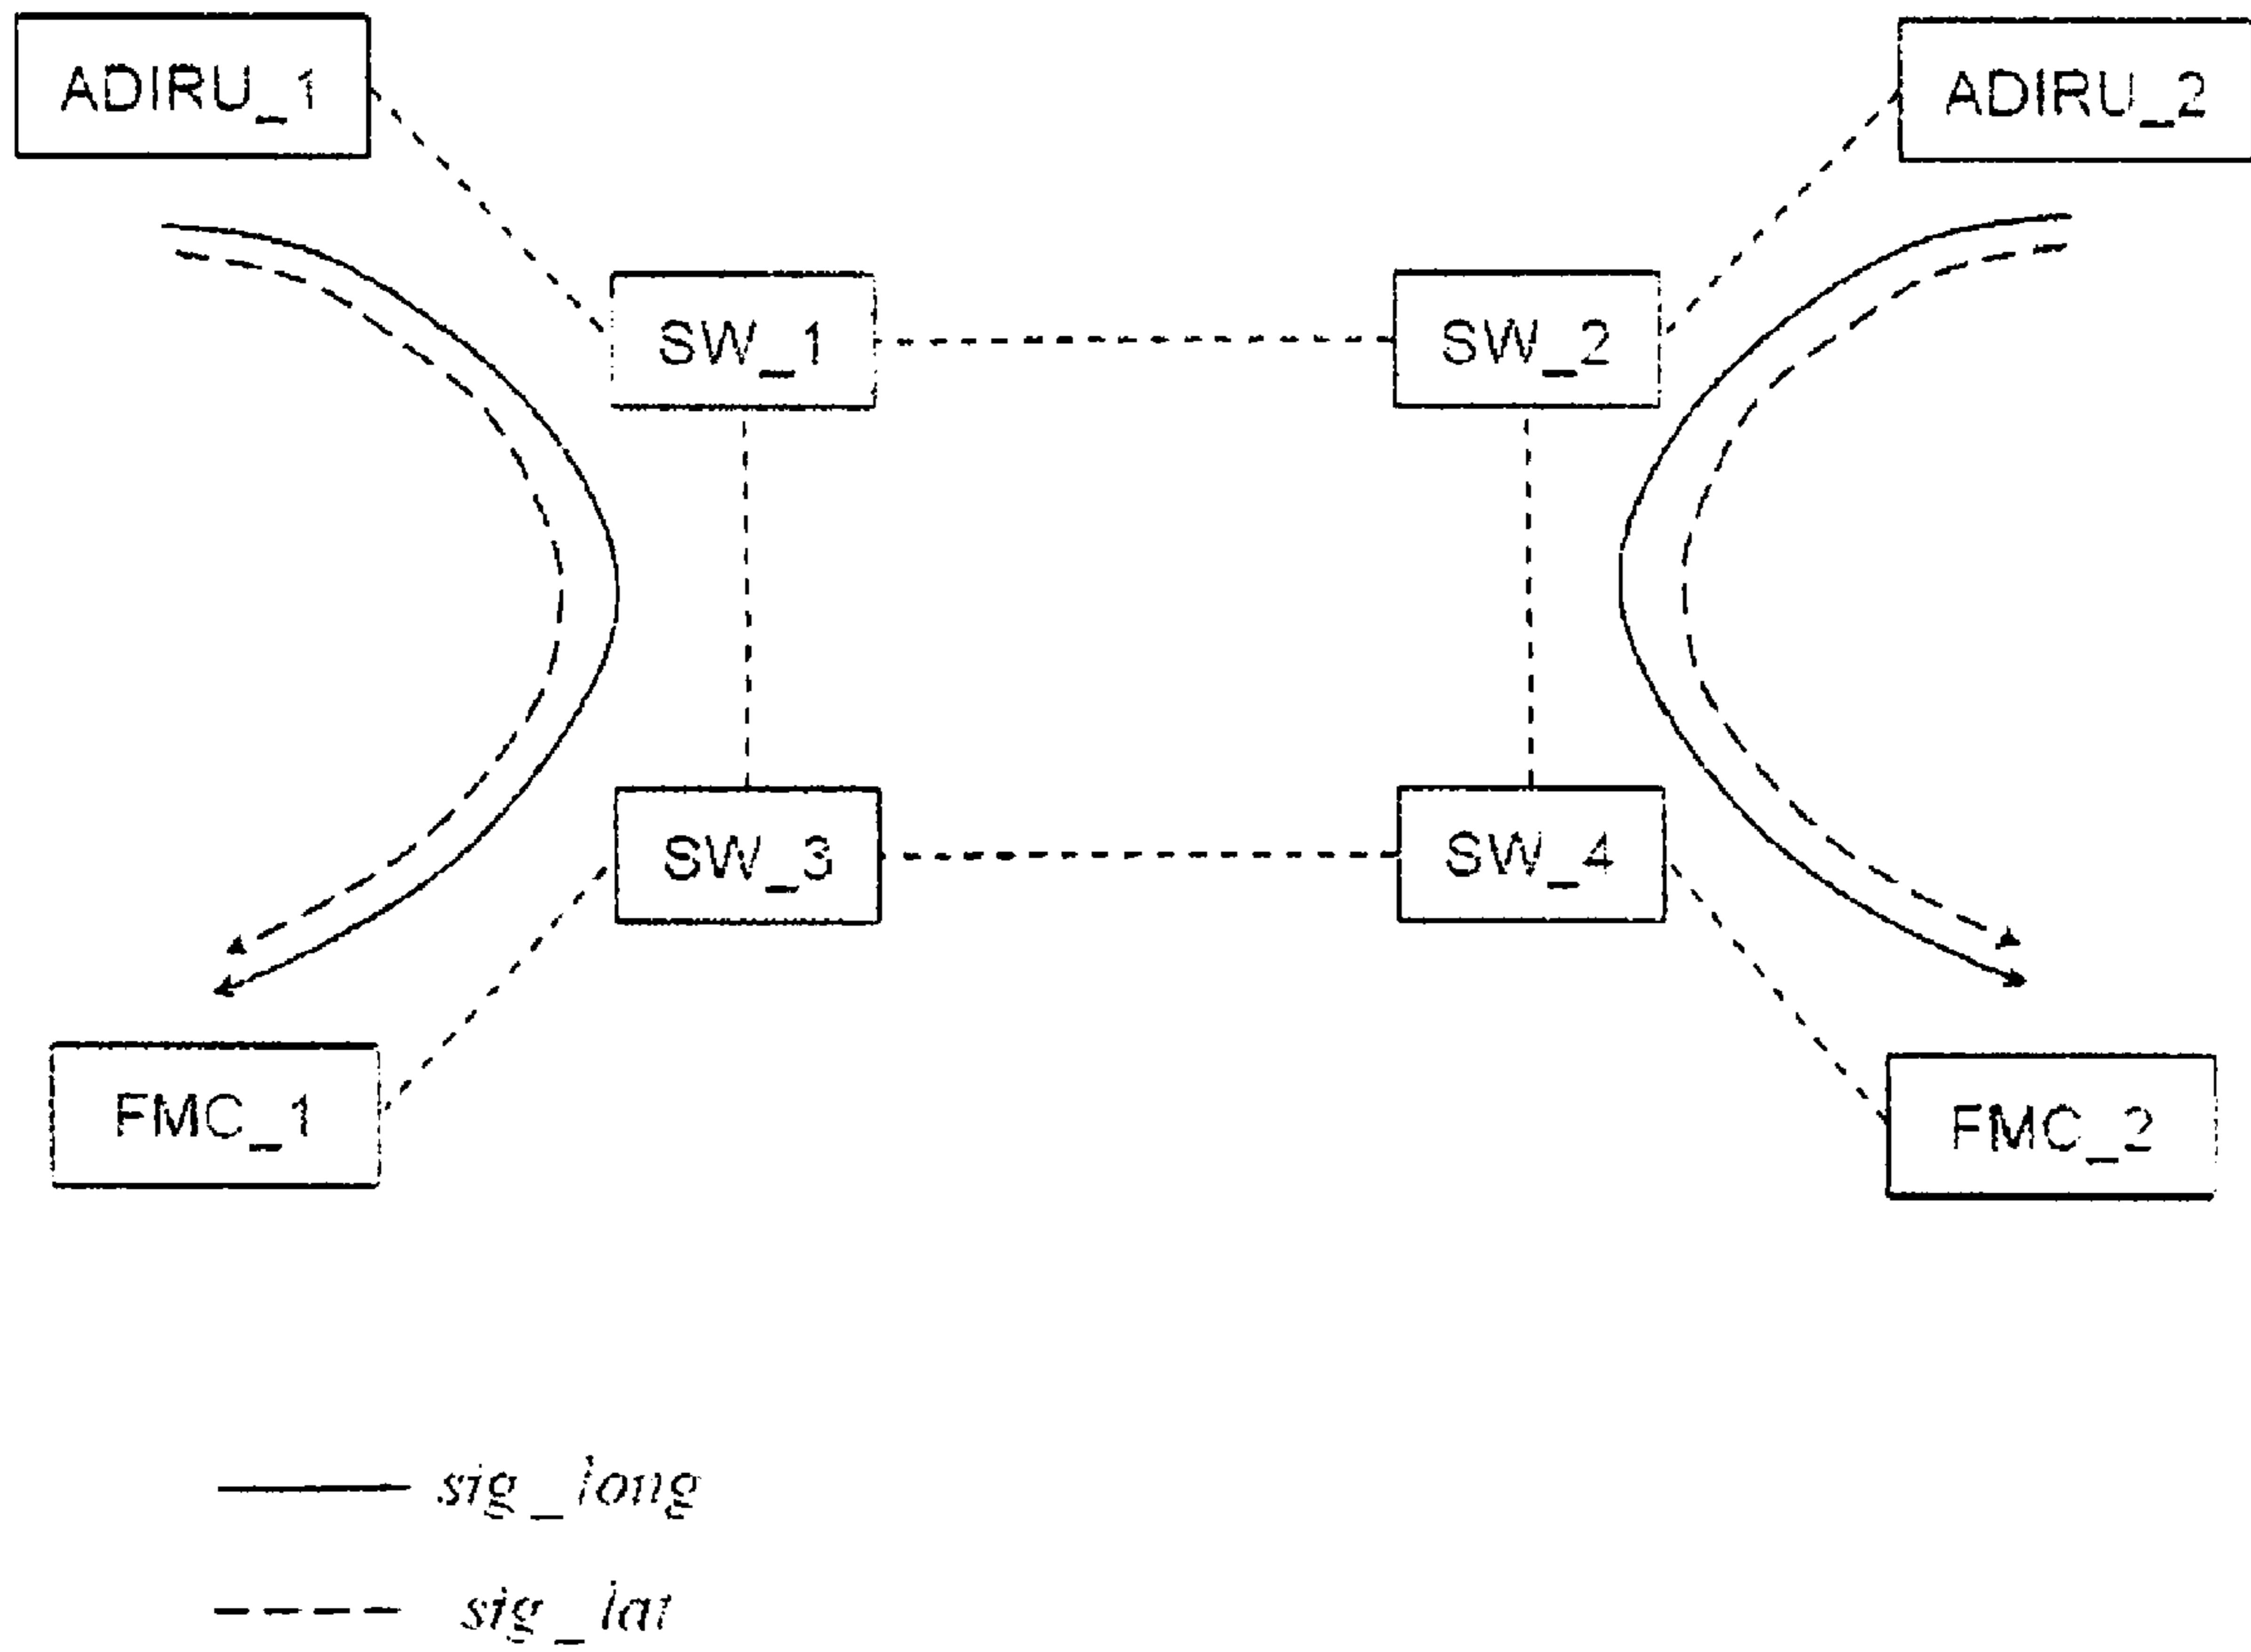 ADIRU_1
ADIRU_2
SW_1
SW_2
SW_3
SW_4
FMC_1
FMC_2
sig_long
sig_lat